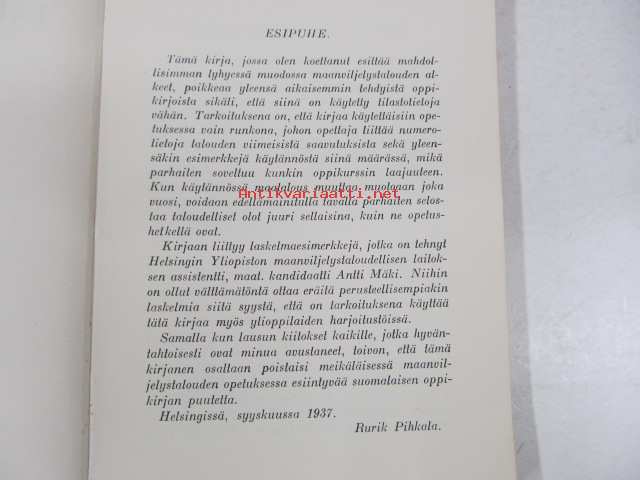 ESIPUHE.
Tämä kirja, jossa olen koettanut esittää mahdol-
lisimman lyhyessä muodossa maanviljelystalouden al-
keet, poikkeaa yleensä aikaisemmin tehdyistä oppi-
kirjoista sikäli, että siinä on käytetty tilastotietoja
vähän. Tarkoituksena on, että kirjaa käytettäisiin ope-
tuksessa vain runkona, johon opettaja liittää numero-
tietoja talouden viimeisistä saavutuksista sekä yleen-
säkin esimerkkejä käytännöstä siinä määrässä, mikä
parhaiten soveltuu kunkin oppikurssin laajuuteen.
Kun käytännössä maatalous muuttaa muotoaan joka
Antikvariaatti.net
vuosi, voidaan edellämainitulla tavalla parhaiten selos-
taa taloudelliset olot juuri sellaisina, kuin ne opetus-
hetkellä ovat.
Kirjaan liittyy laskelmaesimerkkejä, jotka on tehnyt
Helsingin Yliopiston maanviljelystaloudellisen laitok-
sen assistentti, maat. kandidaatti Antti Mäki. Niihin
on ollut välttämätöntä ottaa eräitä perusteellisempiakin
laskelmia siitä syystä, että on tarkoituksena käyttää
tätä kirjaa myös ylioppilaiden harjoitustöissä.
Samalla kun lausun kiitokset kaikille, jotka hyvän-
tahtoisesti ovat minua avustaneet, toivon, että tämä
kirjanen osaltaan poistaisi meikäläisessä maanvil-
jelystalouden opetuksessa esiintyvää suomalaisen oppi-
kirjan puutetta.
Helsingissä, syyskuussa 1937.
Rurik Pihkala.